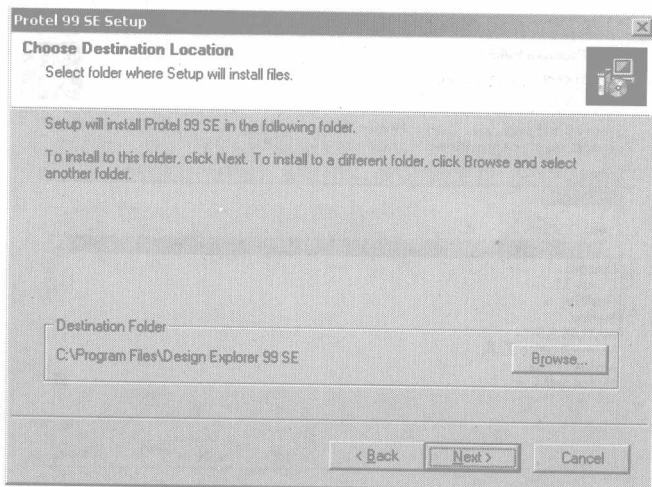 Protel 99 SE Setup
Choose Destination Location
Select folder where Setup will install files.
Setup will install Protel 99 SE in the following folder.
To install to this folder, click Next. To install to a different folder, click Browse and select
another folder.
Destination Folder
C:\Program Files\Design Explorer 99 SE
Browse...
< Back
Next >
Cancel